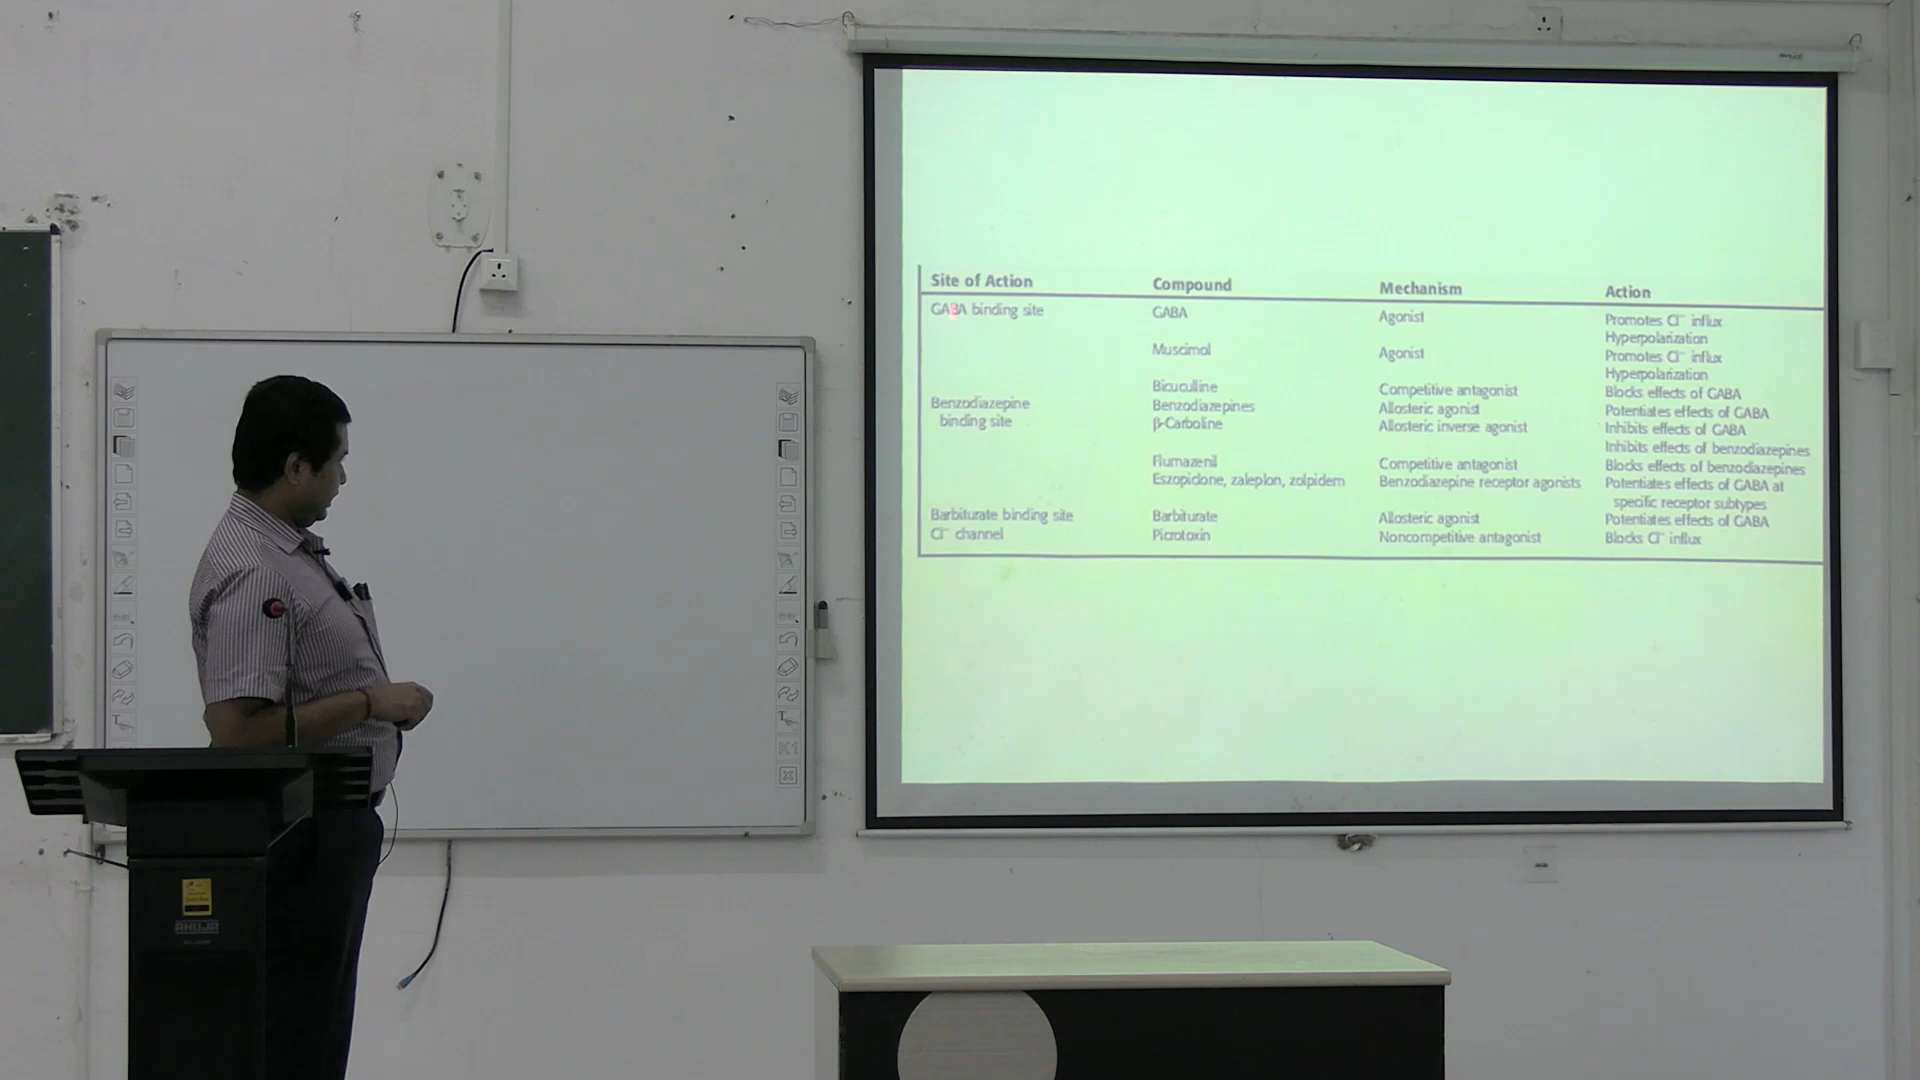 Site of Action Compound Mechanism Action
GABA binding site GABA Agonist Promotes Cl⁻ influx
Hyperpolarization
Muscimol Agonist Promotes Cl⁻ influx
Hyperpolarization
Bicuculline Competitive antagonist Blocks effects of GABA
Benzodiazepine Benzodiazepines Allosteric agonist Potentiates effects of GABA
binding site β-Carboline Allosteric inverse agonist Inhibits effects of GABA
Inhibits effects of benzodiazepines
Flumazenil Competitive antagonist Blocks effects of benzodiazepines
Eszopiclone, zaleplon, zolpidem Benzodiazepine receptor agonists Potentiates effects of GABA at
specific receptor subtypes
Barbiturate binding site Barbiturate Allosteric agonist Potentiates effects of GABA
Cl⁻ channel Picrotoxin Noncompetitive antagonist Blocks Cl⁻ influx
AHUJA